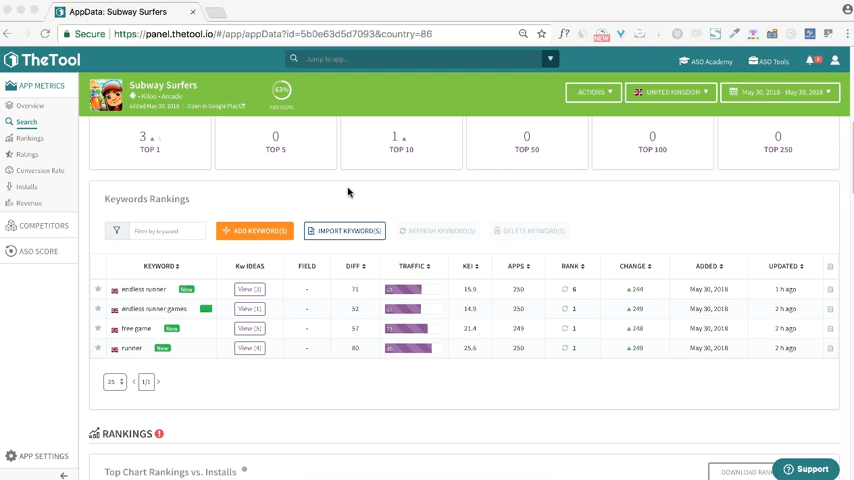 AppData: Subway Surfers
Secure https://panel.thetool.io/#/app/appData?id=5b0e63d5d7093&country=86
TheTool
Jump to app...
ASO Academy
ASO Tools
APP METRICS
Overview
Search
Rankings
Ratings
Conversion Rate
Installs
Revenue
COMPETITORS
ASO SCORE
APP SETTINGS
Subway Surfers
Kiloo • Arcade
added May 30, 2018 Open in Google Play
63%
ASO SCORE
ACTIONS
UNITED KINGDOM
May 30, 2018 - May 30, 2018
3 0 1 0 0 0
TOP 1 TOP 5 TOP 10 TOP 50 TOP 100 TOP 250
Keywords Rankings
Filter by keyword
ADD KEYWORD(S)
IMPORT KEYWORD(S)
REFRESH KEYWORD(S)
DELETE KEYWORD(S)
KEYWORD Kw IDEAS FIELD DIFF TRAFFIC KEI APPS RANK CHANGE ADDED UPDATED
endless runner New View [3] - 71 15,9 250 6 244 May 30, 2018 1 h ago
endless runner games View [1] - 52 14,9 250 1 249 May 30, 2018 2 h ago
free game New View [5] - 57 21,4 249 1 248 May 30, 2018 2 h ago
runner New View [4] - 80 25,6 250 1 249 May 30, 2018 2 h ago
25 1/1
RANKINGS
Top Chart Rankings vs. Installs
DOWNLOAD
Support